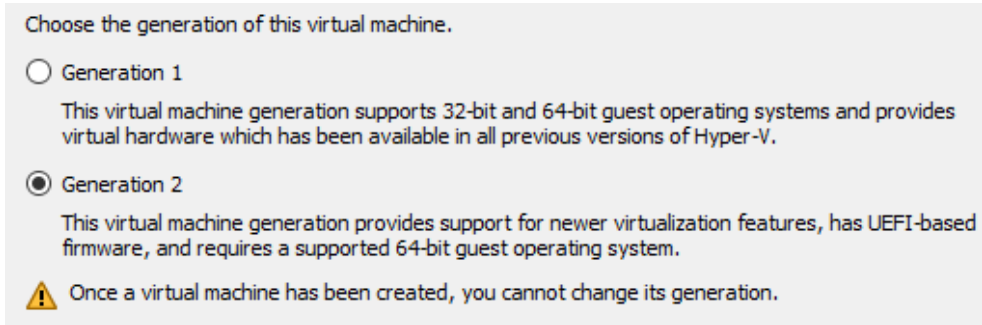 Choose the generation of this virtual machine.
Generation 1
This virtual machine generation supports 32-bit and 64-bit guest operating systems and provides
virtual hardware which has been available in all previous versions of Hyper-V.
Generation 2
This virtual machine generation provides support for newer virtualization features, has UEFI-based
firmware, and requires a supported 64-bit guest operating system.
Once a virtual machine has been created, you cannot change its generation.